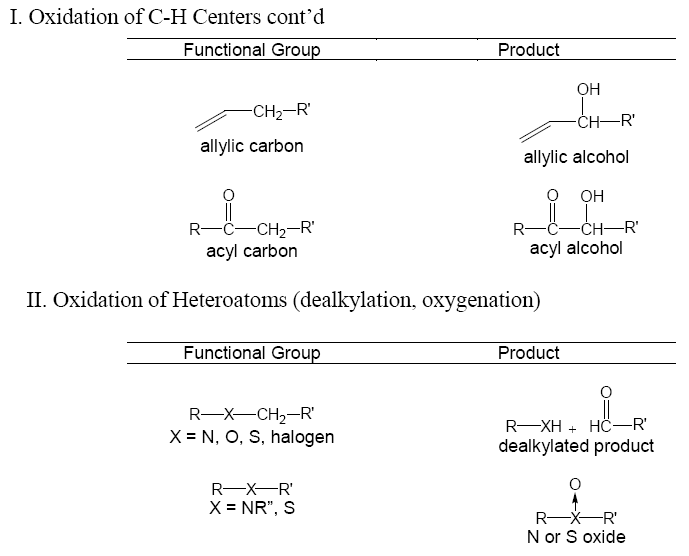 I. Oxidation of C-H Centers cont’d
Functional Group Product
OH
CH2 R' CH R'
allylic carbon allylic alcohol
O O OH
R C CH2 R' R C CH R'
acyl carbon acyl alcohol
II. Oxidation of Heteroatoms (dealkylation, oxygenation)
Functional Group Product
O
R X CH2 R' R XH + HC R'
X = N, O, S, halogen dealkylated product
O
R X R' R X R'
X = NR”, S N or S oxide